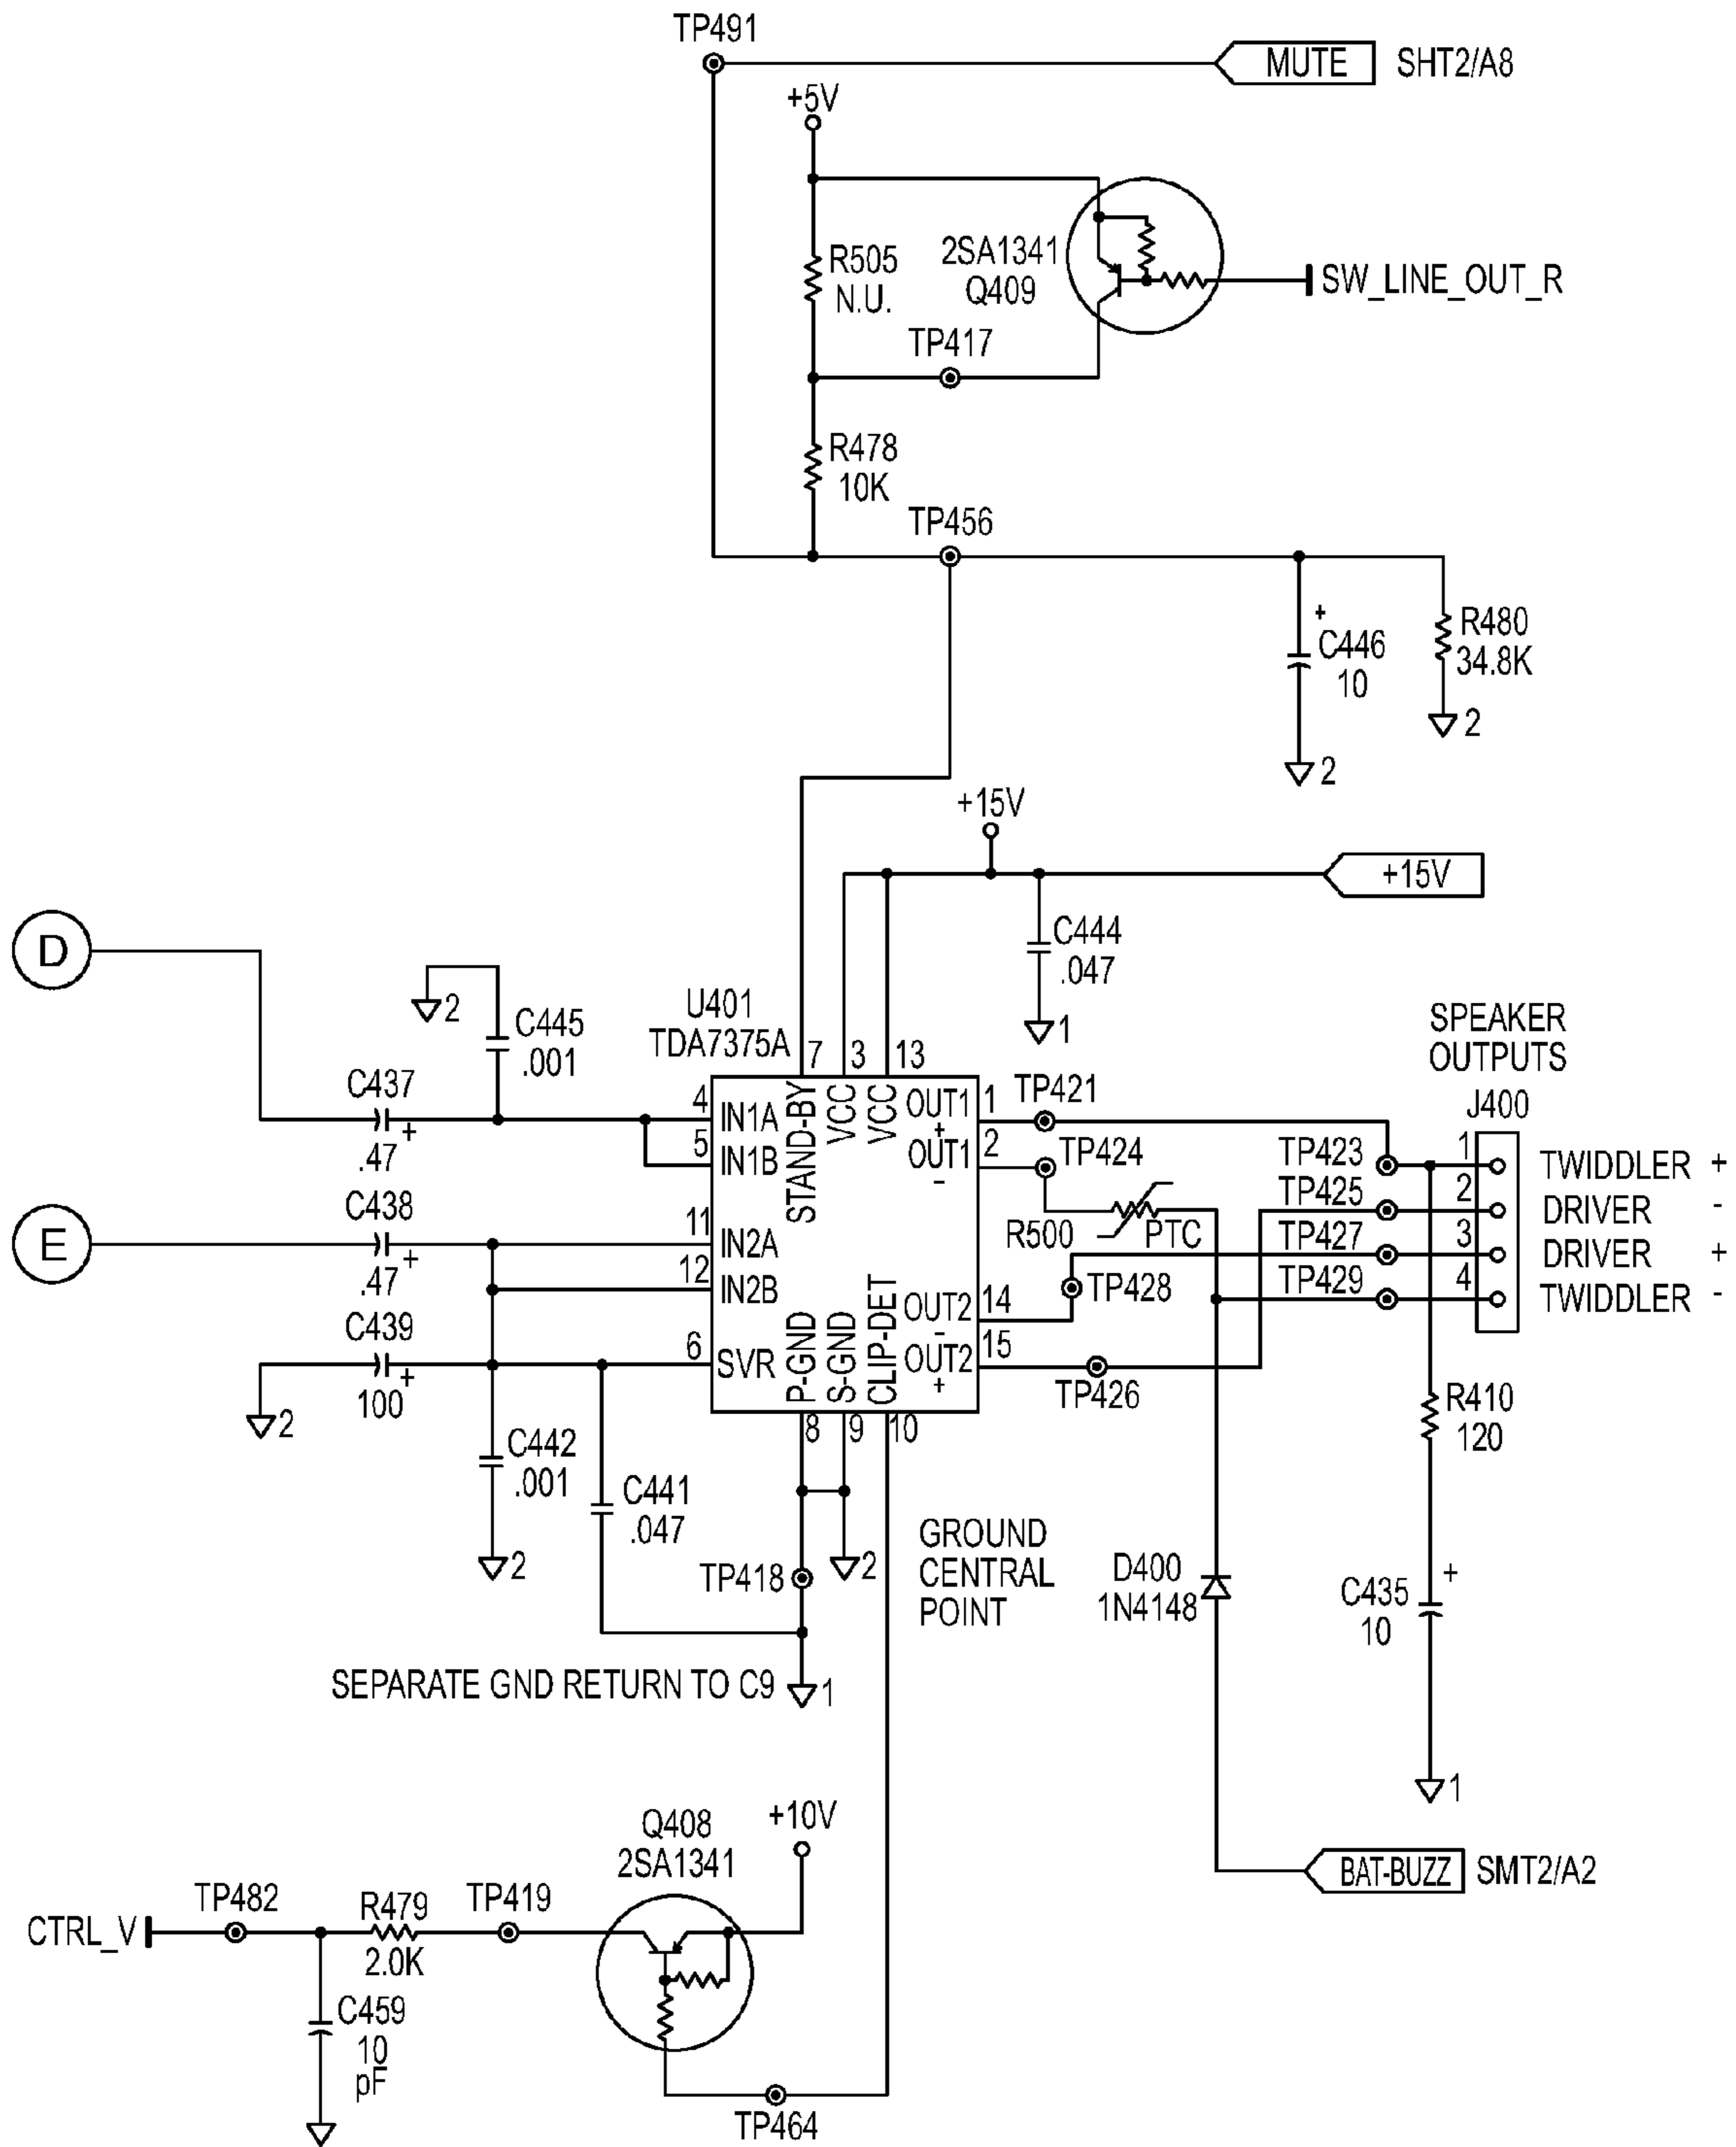 TP491
MUTE SHT2/A8
+5V
R505
N.U.
2SA1341
Q409
SW_LINE_OUT_R
TP417
R478
10K
TP456
+
C446
10
R480
34.8K
2
2
+15V
+15V
D
C444
.047
2
C445
.001
U401
TDA7375A
7 3 13
1
SPEAKER
OUTPUTS
J400
C437
+
.47
4
IN1A
5
IN1B
STAND-BY
VCC
VCC
OUT1
+
1
TP421
OUT1
-
2
TP424
TP423 1 TWIDDLER +
TP425 2 DRIVER -
TP427 3 DRIVER +
TP429 4 TWIDDLER -
R500
PTC
E
C438
+
.47
11
IN2A
12
IN2B
TP428
C439
+
100
2
6
SVR
P-GND
S-GND
CLIP-DET
OUT2
-
14
OUT2
+
15
TP426
8 9 10
R410
120
C442
.001
2
C441
.047
TP418
2
GROUND
CENTRAL
POINT
D400
1N4148
+
C435
10
SEPARATE GND RETURN TO C9
1
1
Q408
2SA1341
+10V
BAT-BUZZ SMT2/A2
CTRL_V
TP482
R479
2.0K
TP419
C459
10
pF
TP464